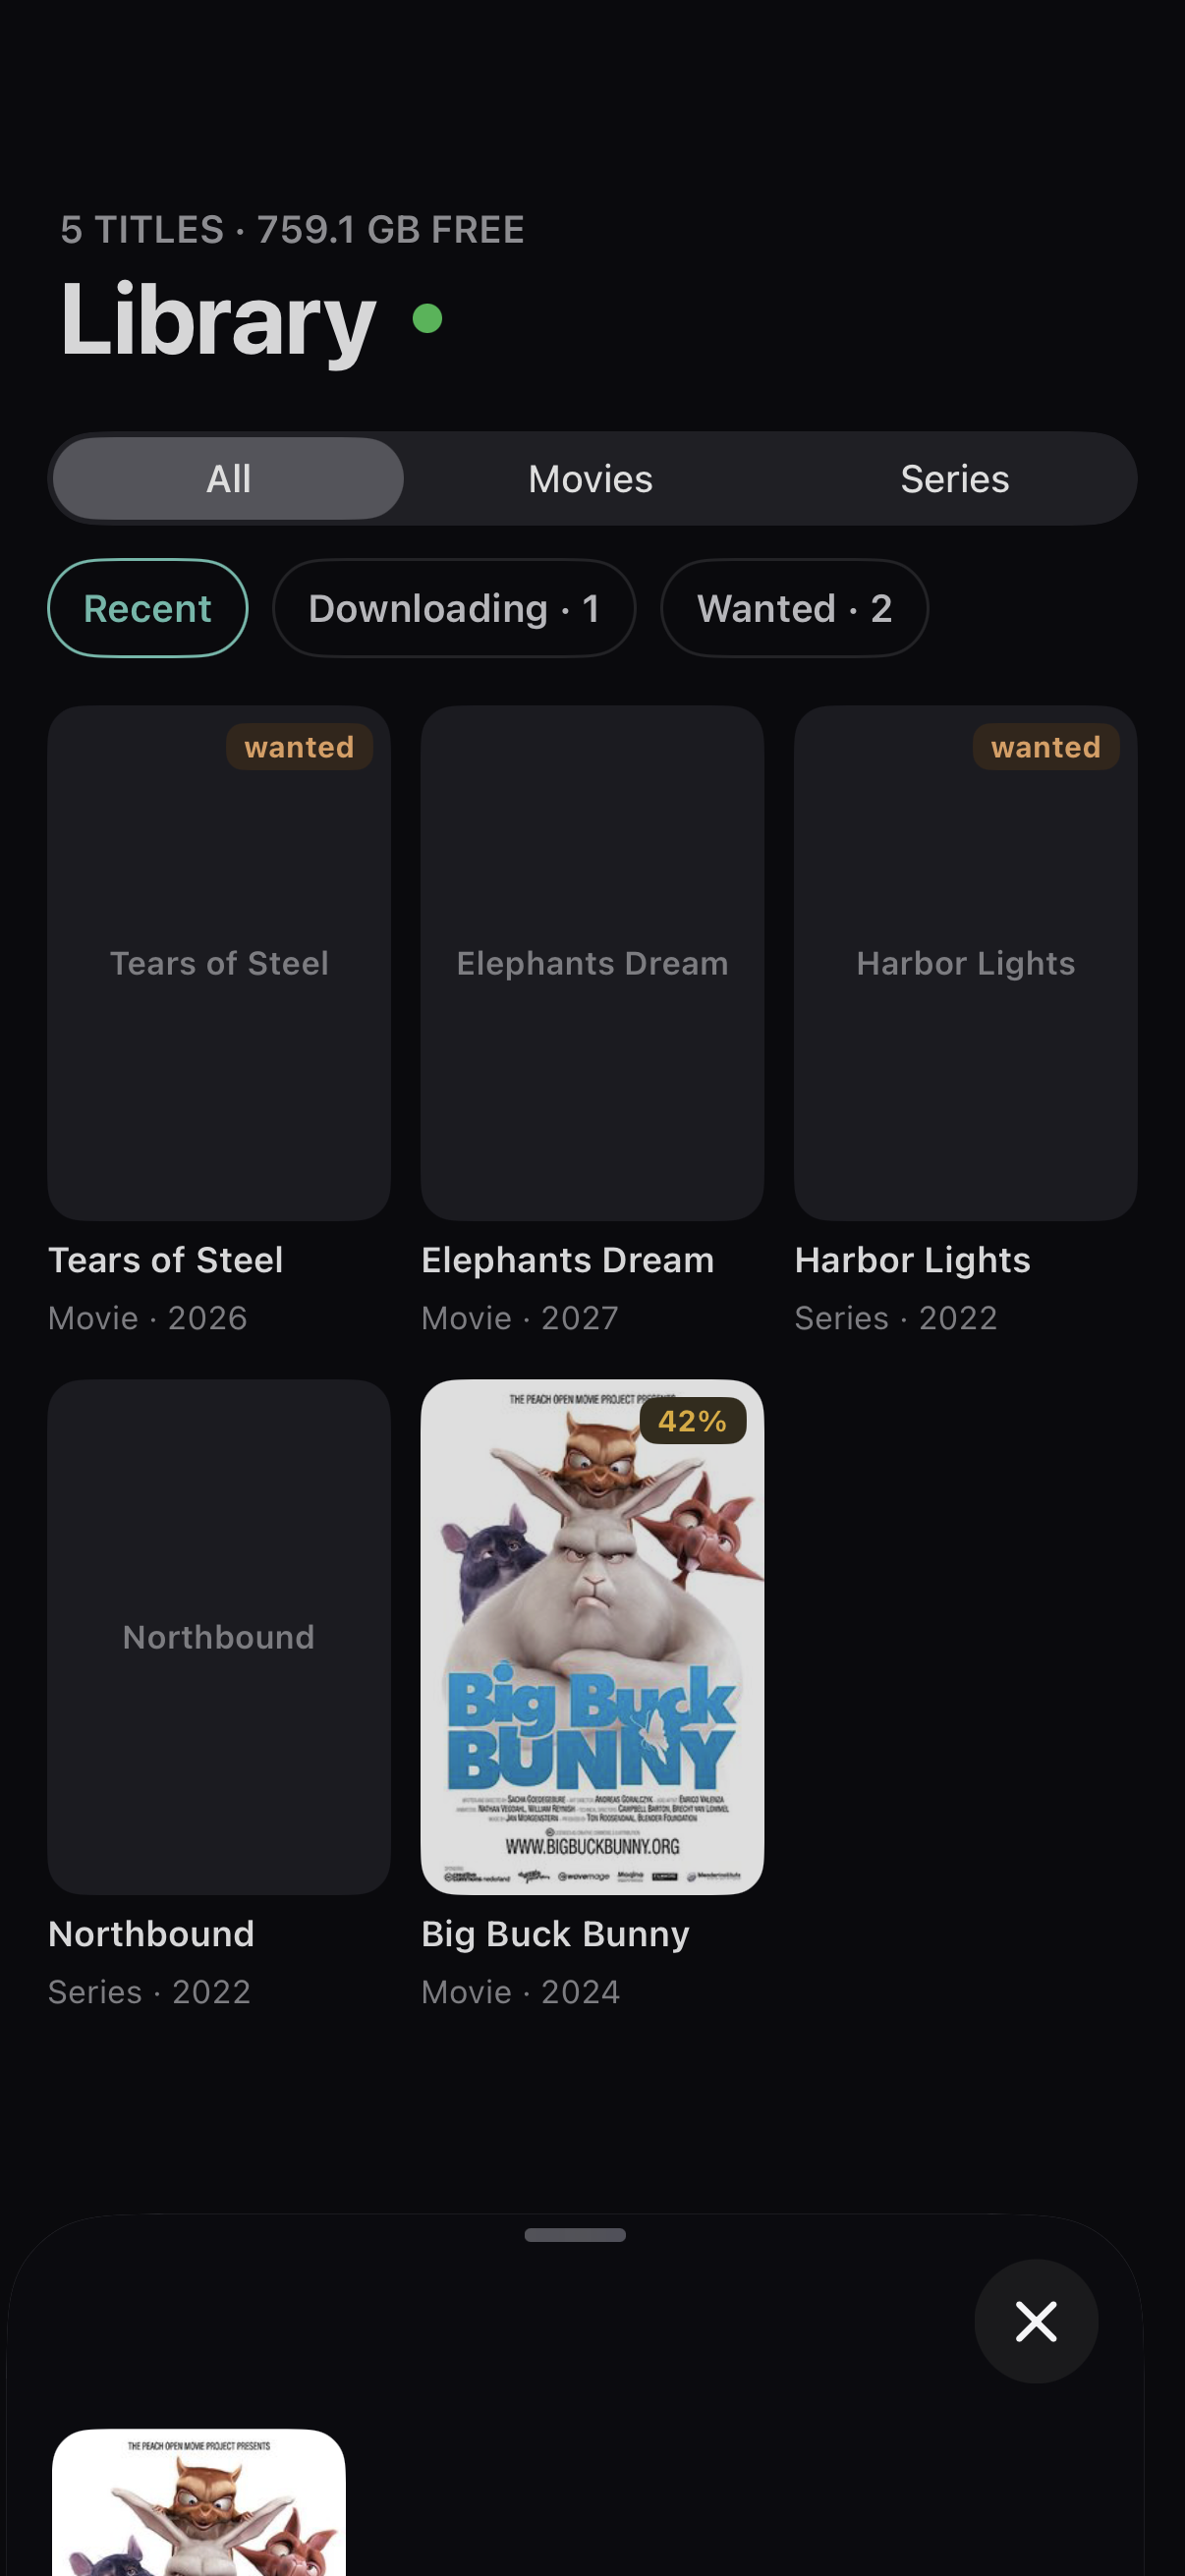 5 TITLES · 759.1 GB FREE
Library
All Movies Series
Recent Downloading · 1 Wanted · 2
wanted
wanted
Tears of Steel
Elephants Dream
Harbor Lights
Tears of Steel
Movie · 2026
Elephants Dream
Movie · 2027
Harbor Lights
Series · 2022
Northbound
THE PEACH OPEN MOVIE PROJECT
42%
Big Buck
BUNNY
WWW.BIGBUCKBUNNY.ORG
Northbound
Series · 2022
Big Buck Bunny
Movie · 2024
THE PEACH OPEN MOVIE PROJECT PRESENTS